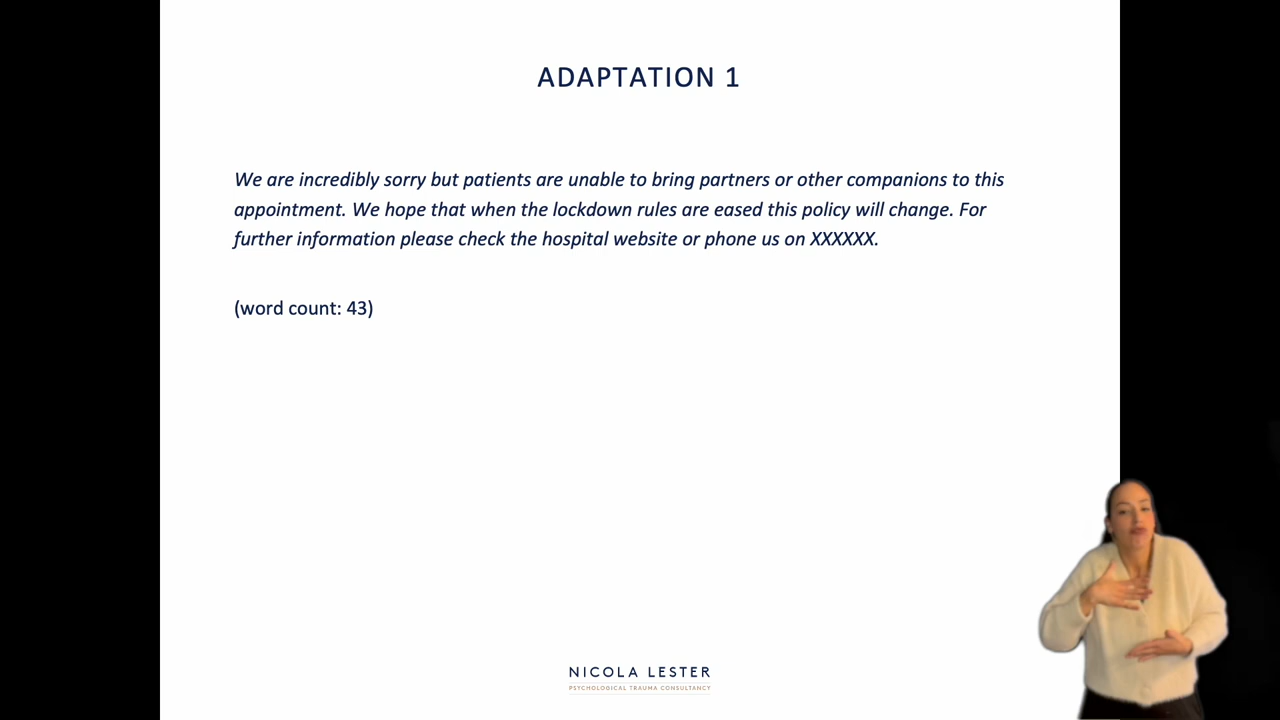 ADAPTATION 1
We are incredibly sorry but patients are unable to bring partners or other companions to this
appointment. We hope that when the lockdown rules are eased this policy will change. For
further information please check the hospital website or phone us on XXXXXX.
(word count: 43)
NICOLA LESTER
PSYCHOLOGICAL TRAUMA CONSULTANCY